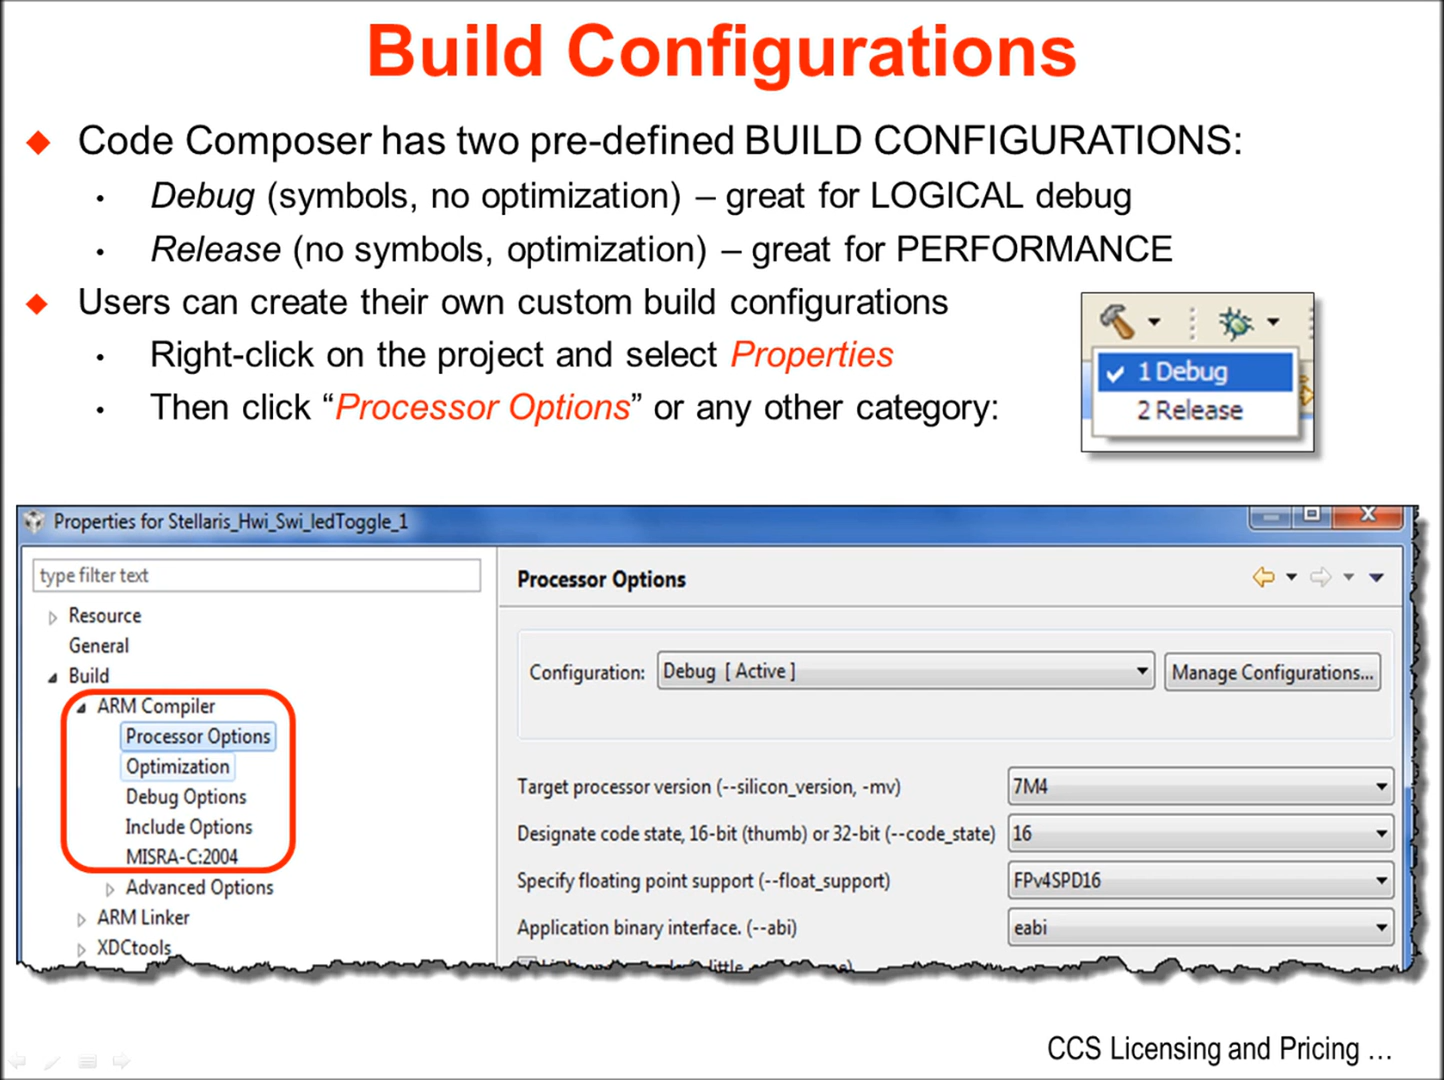 Build Configurations
Code Composer has two pre-defined BUILD CONFIGURATIONS:
Debug (symbols, no optimization) – great for LOGICAL debug
Release (no symbols, optimization) – great for PERFORMANCE
Users can create their own custom build configurations
Right-click on the project and select Properties
Then click “Processor Options” or any other category:
1 Debug
2 Release
Properties for Stellaris_Hwi_Swi_ledToggle_1
type filter text
Resource
General
Build
ARM Compiler
Processor Options
Optimization
Debug Options
Include Options
MISRA-C:2004
Advanced Options
ARM Linker
XDCtools
Processor Options
Configuration: Debug [ Active ] Manage Configurations...
Target processor version (--silicon_version, -mv) 7M4
Designate code state, 16-bit (thumb) or 32-bit (--code_state) 16
Specify floating point support (--float_support) FPv4SPD16
Application binary interface. (--abi) eabi
little
CCS Licensing and Pricing …